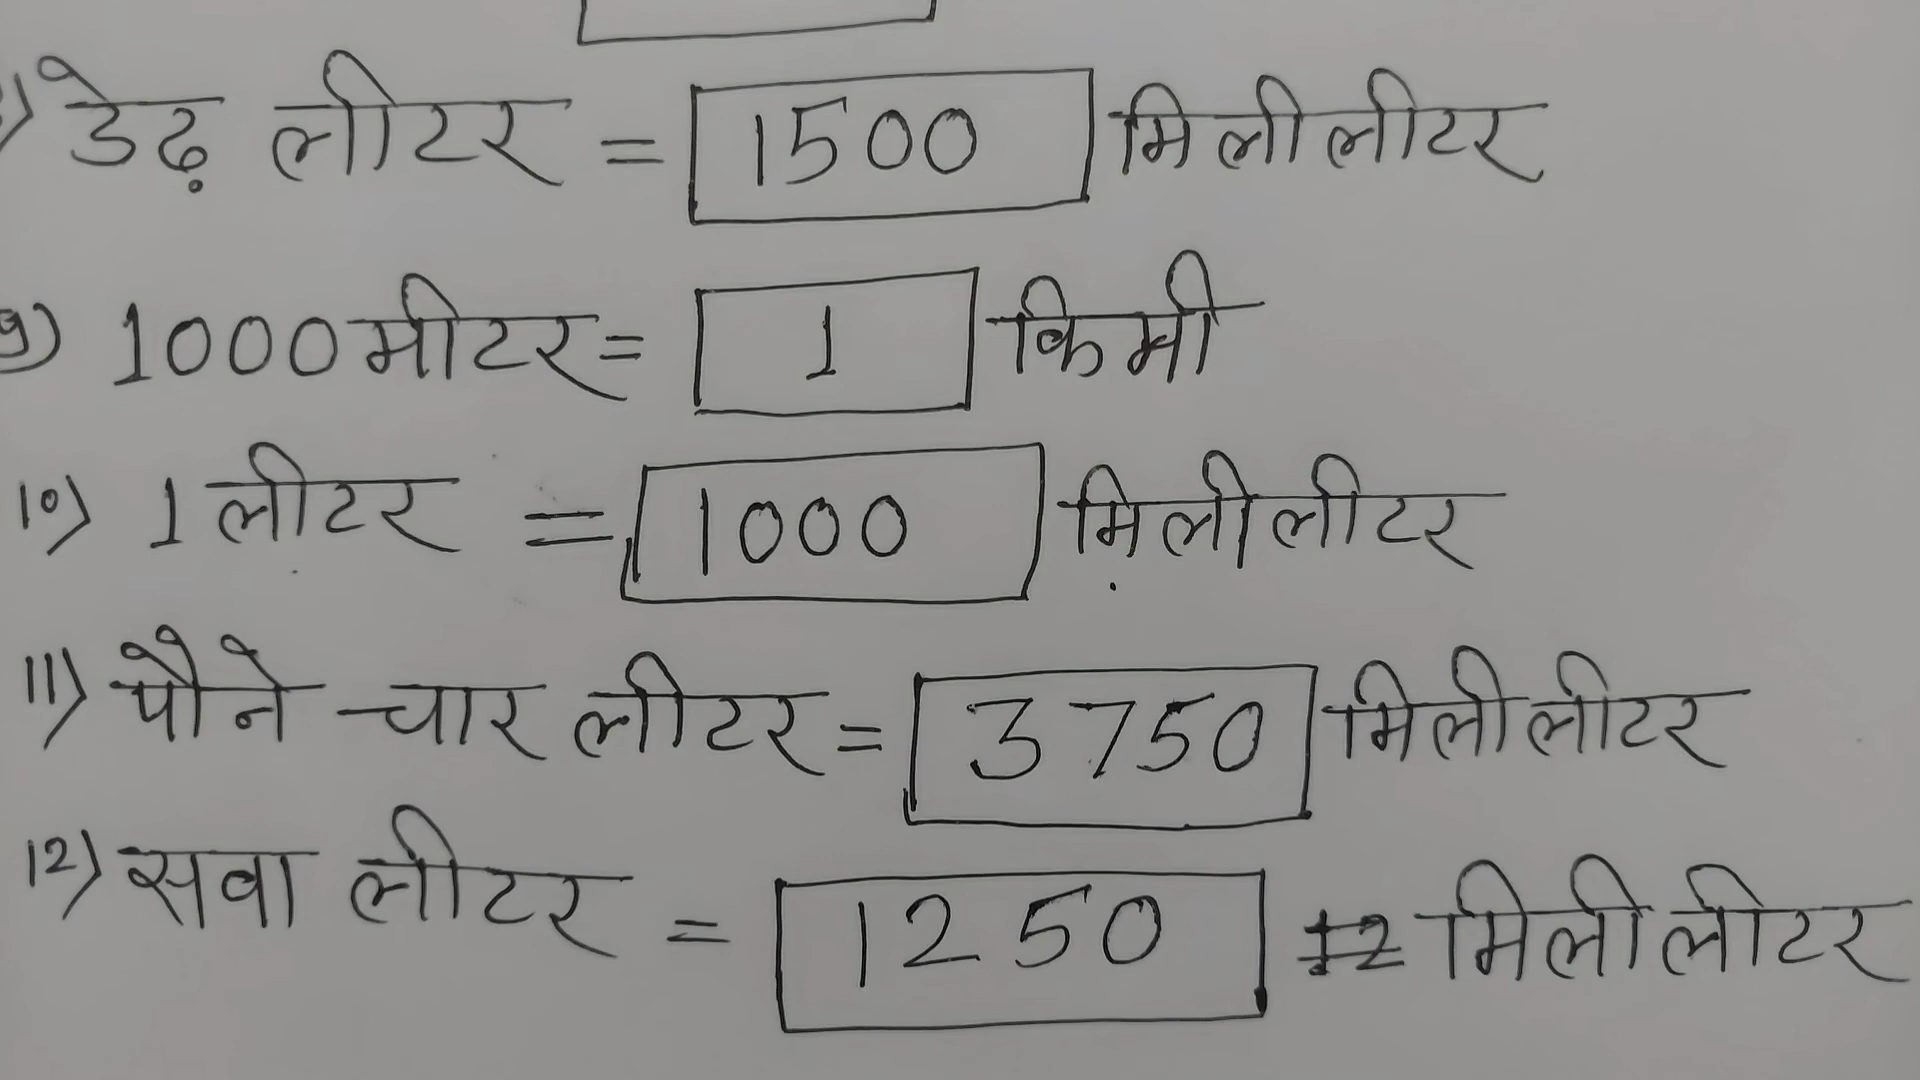 ) डेढ़ लीटर = 1500 मिलीलीटर
9) 1000 मीटर = 1 किमी
10) 1 लीटर = 1000 मिलीलीटर
11) पौने चार लीटर = 3750 मिलीलीटर
12) सवा लीटर = 1250 मिलीलीटर